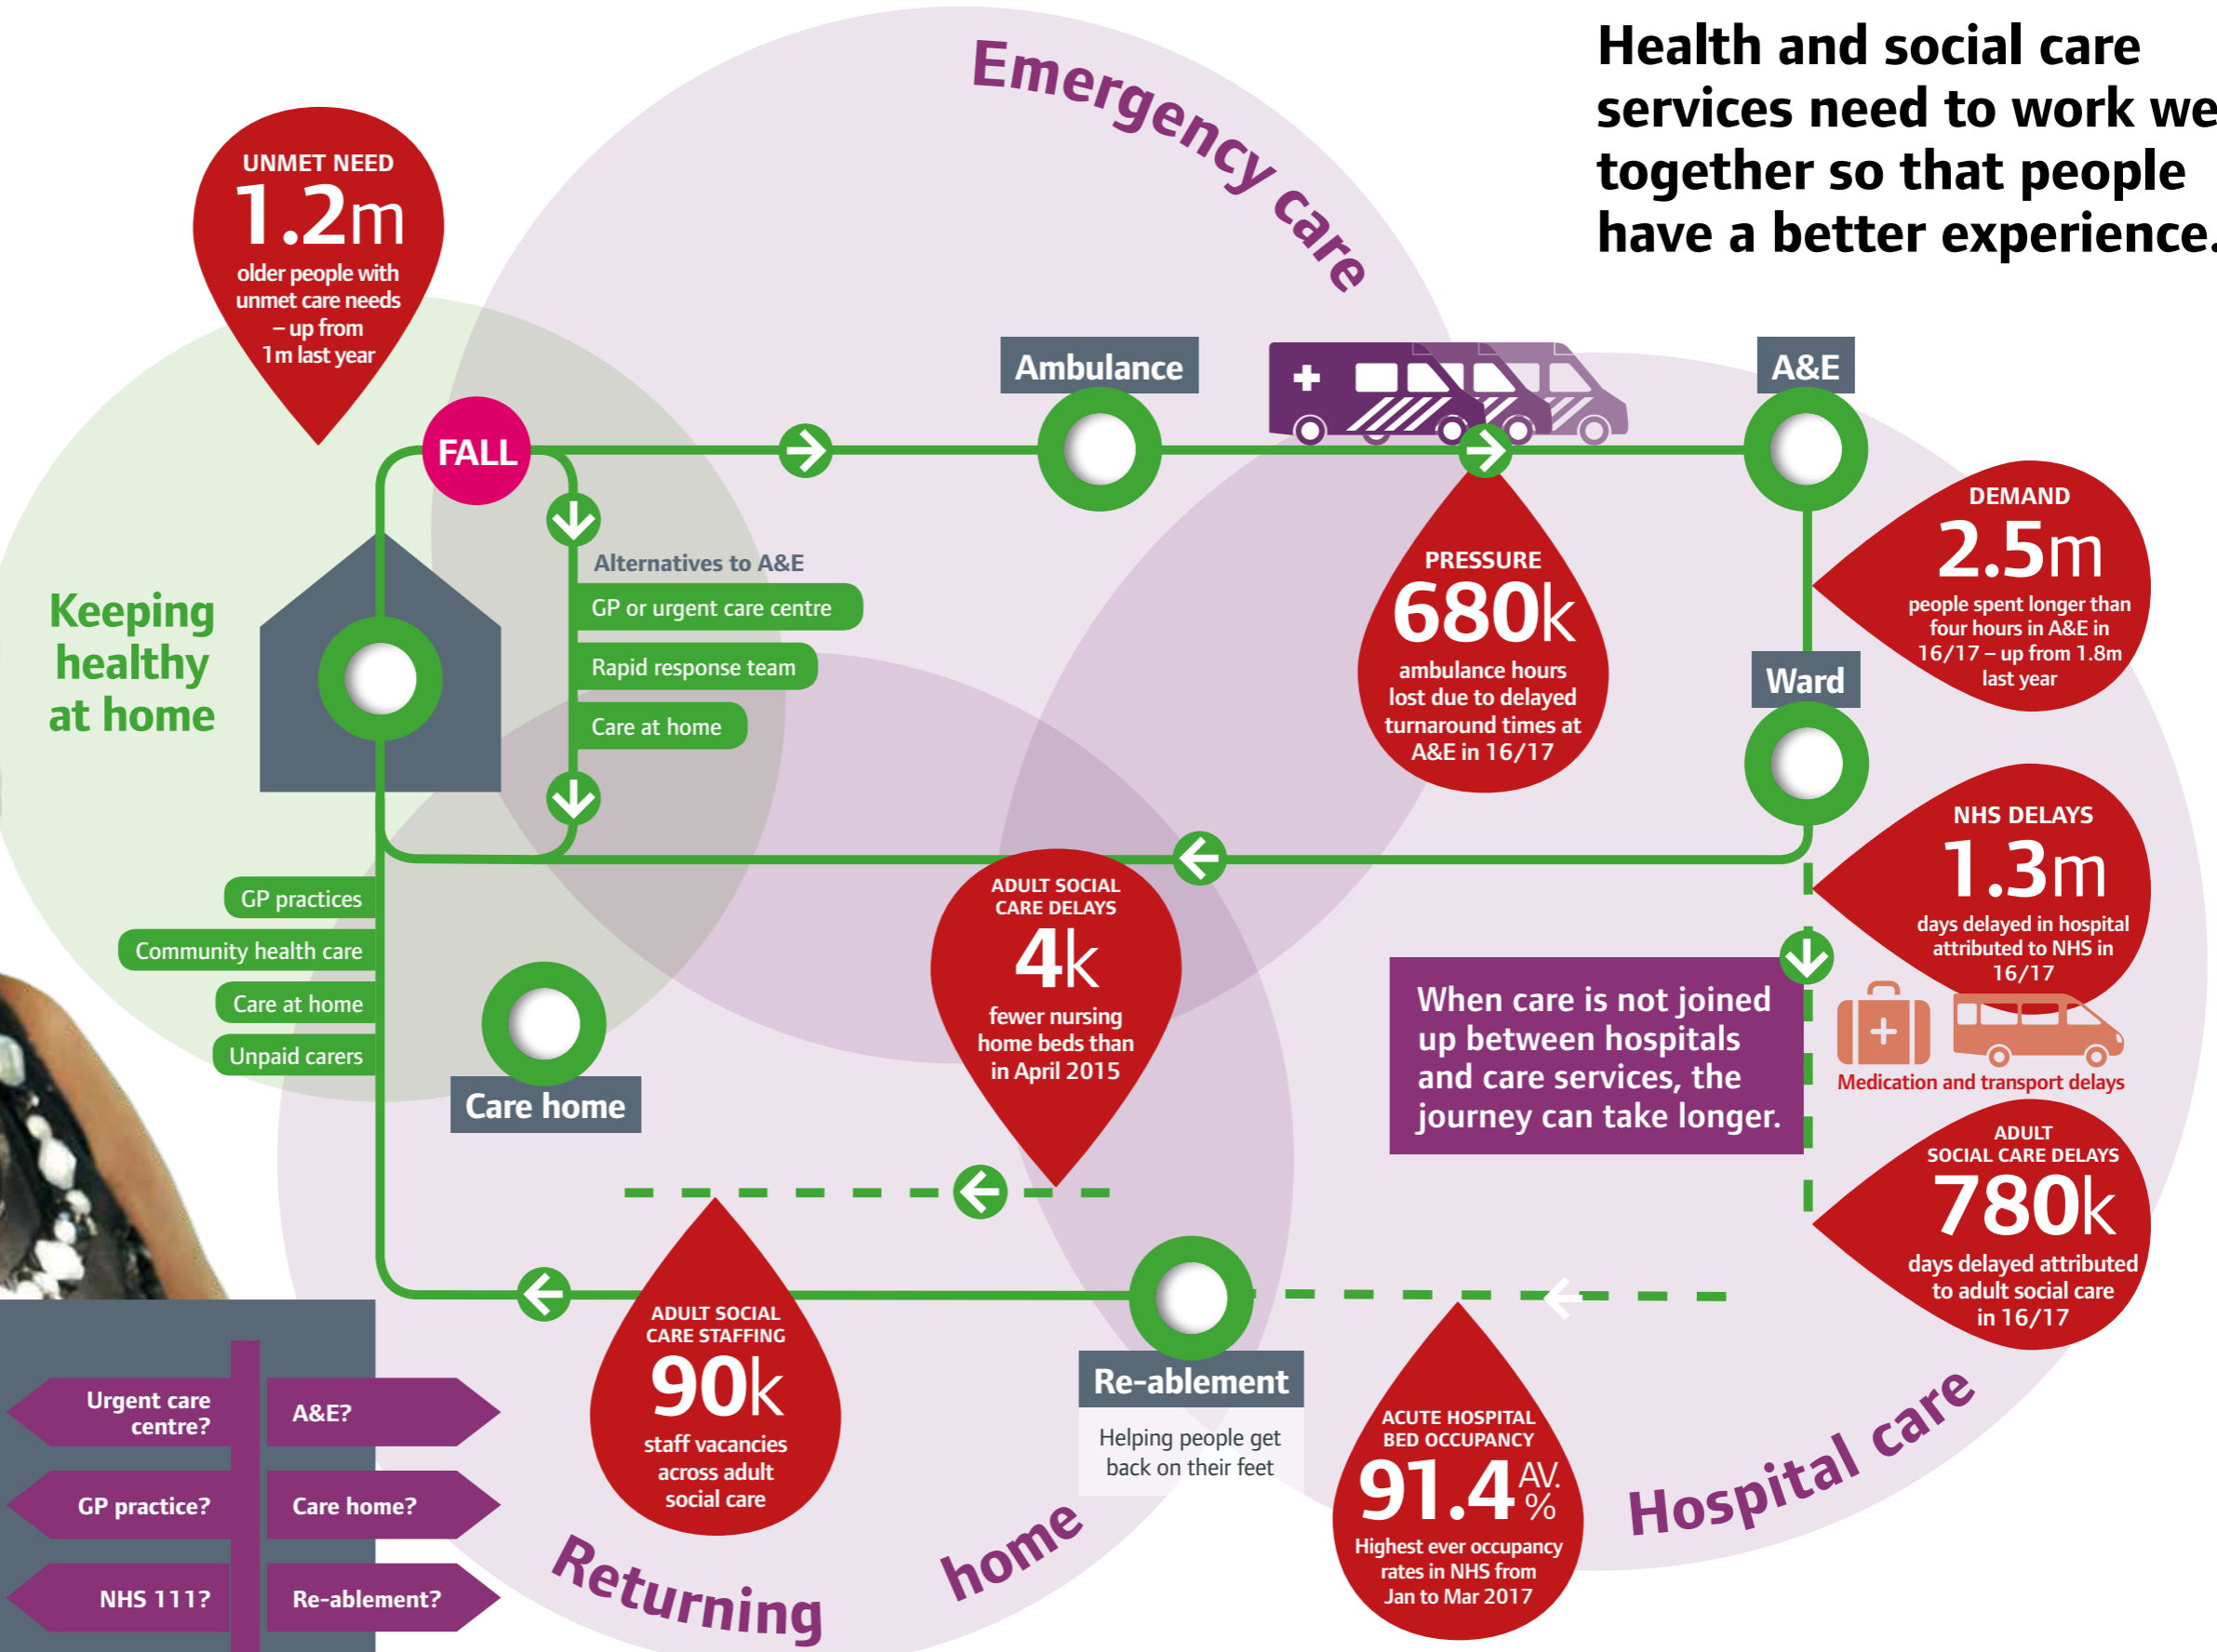 Health and social care
services need to work we
together so that people
have a better experience.
Emergency care
UNMET NEED
1.2m
older people with
unmet care needs
– up from
1m last year
FALL
Ambulance
A&E
Alternatives to A&E
GP or urgent care centre
Rapid response team
Care at home
Keeping
healthy
at home
PRESSURE
680k
ambulance hours
lost due to delayed
turnaround times at
A&E in 16/17
DEMAND
2.5m
people spent longer than
four hours in A&E in
16/17 – up from 1.8m
last year
Ward
NHS DELAYS
1.3m
days delayed in hospital
attributed to NHS in
16/17
Medication and transport delays
GP practices
Community health care
Care at home
Unpaid carers
Care home
ADULT SOCIAL
CARE DELAYS
4k
fewer nursing
home beds than
in April 2015
When care is not joined
up between hospitals
and care services, the
journey can take longer.
ADULT
SOCIAL CARE DELAYS
780k
days delayed attributed
to adult social care
in 16/17
ADULT SOCIAL
CARE STAFFING
90k
staff vacancies
across adult
social care
Re-ablement
Helping people get
back on their feet
ACUTE HOSPITAL
BED OCCUPANCY
91.4 AV.
%
Highest ever occupancy
rates in NHS from
Jan to Mar 2017
Hospital care
Returning home
Urgent care
centre?
A&E?
GP practice?
Care home?
NHS 111?
Re-ablement?